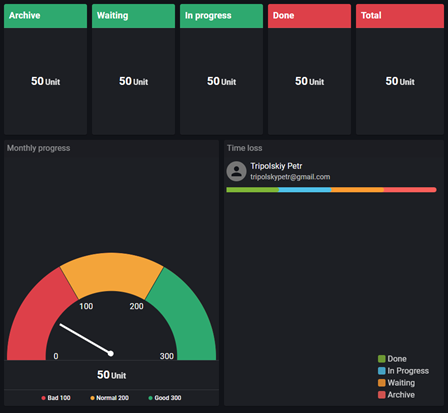 Archive
Waiting
In progress
Done
Total
50 Unit
50 Unit
50 Unit
50 Unit
50 Unit
Monthly progress
Time loss
Tripolskiy Petr
tripolskypetr@gmail.com
100
200
0
300
50 Unit
Bad 100
Normal 200
Good 300
Done
In Progress
Waiting
Archive